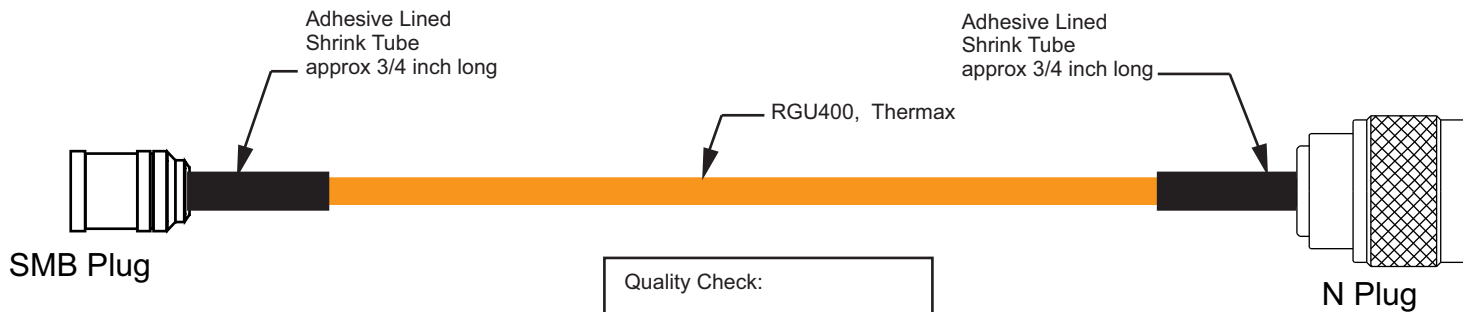 Adhesive Lined
Shrink Tube
approx 3/4 inch long
Adhesive Lined
Shrink Tube
approx 3/4 inch long
RGU400,  Thermax
SMB Plug
Quality Check:
N Plug